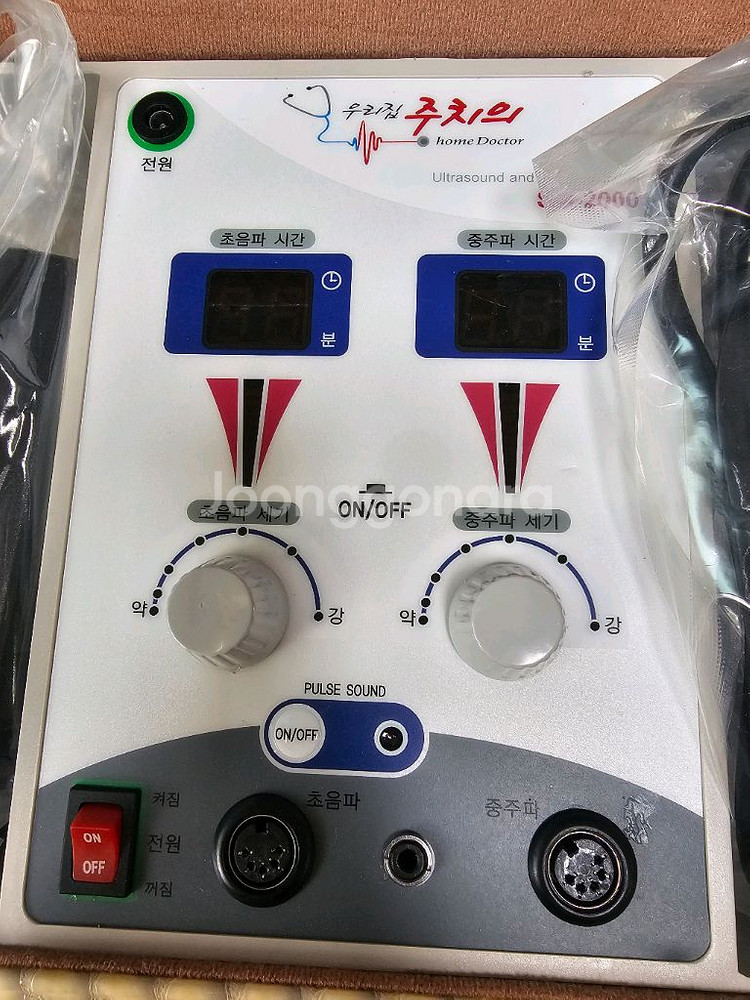 우리집 주치의
home Doctor
전원
Ultrasound and
2000
초음파 시간
중주파 시간
분
분
Joonggonara
ON/OFF
초음파 세기
중주파 세기
약
강
약
강
PULSE SOUND
ON/OFF
켜짐
초음파
중주파
ON
전원
OFF
꺼짐